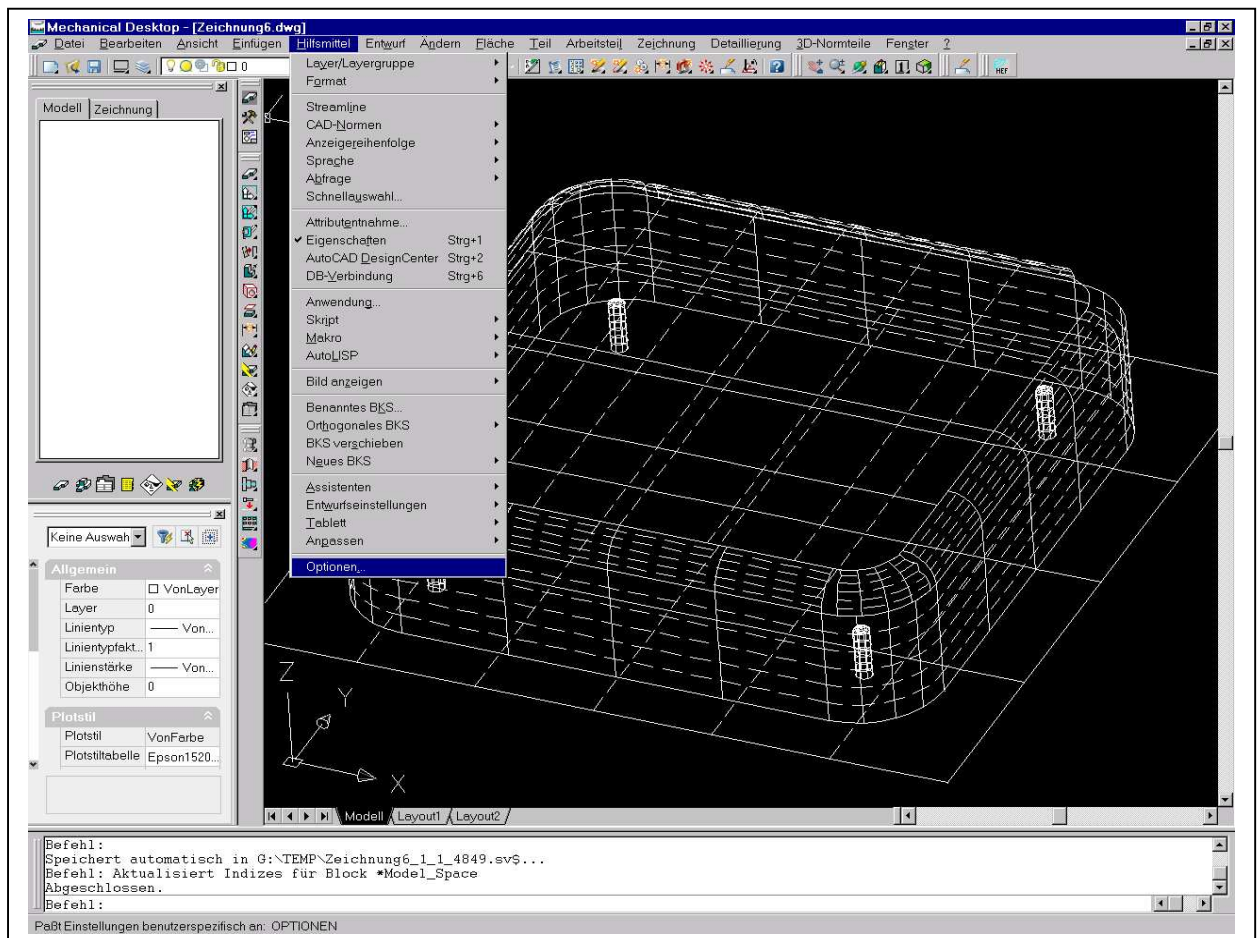 Mechanical Desktop - [Zeichnung6.dwg]
Datei Bearbeiten Ansicht Einfügen Hilfsmittel Entwurf Ändern Fläche Teil Arbeitsteil Zeichnung Detaillierung 3D-Normteile Fenster ?
0
HEF
Modell Zeichnung
Layer/Layergruppe
Format
Streamline
CAD-Normen
Anzeigereihenfolge
Sprache
Abfrage
Schnellauswahl...
Attributentnahme...
Eigenschaften Strg+1
AutoCAD DesignCenter Strg+2
DB-Verbindung Strg+6
Anwendung...
Skript
Makro
AutoLISP
Bild anzeigen
Benanntes BKS...
Orthogonales BKS
BKS verschieben
Neues BKS
Assistenten
Entwurfseinstellungen
Tablett
Anpassen
Optionen...
Keine Auswah
Allgemein
Farbe VonLayer
Layer 0
Linientyp Von...
Linientypfakt... 1
Linienstärke Von...
Objekthöhe 0
Plotstil
Plotstil VonFarbe
Plotstiltabelle Epson1520...
Z
Y
X
Modell Layout1 Layout2
Befehl:
Speichert automatisch in G:\TEMP\Zeichnung6_1_1_4849.sv$...
Befehl: Aktualisiert Indizes für Block *Model_Space
Abgeschlossen.
Befehl:
Paßt Einstellungen benutzerspezifisch an: OPTIONEN